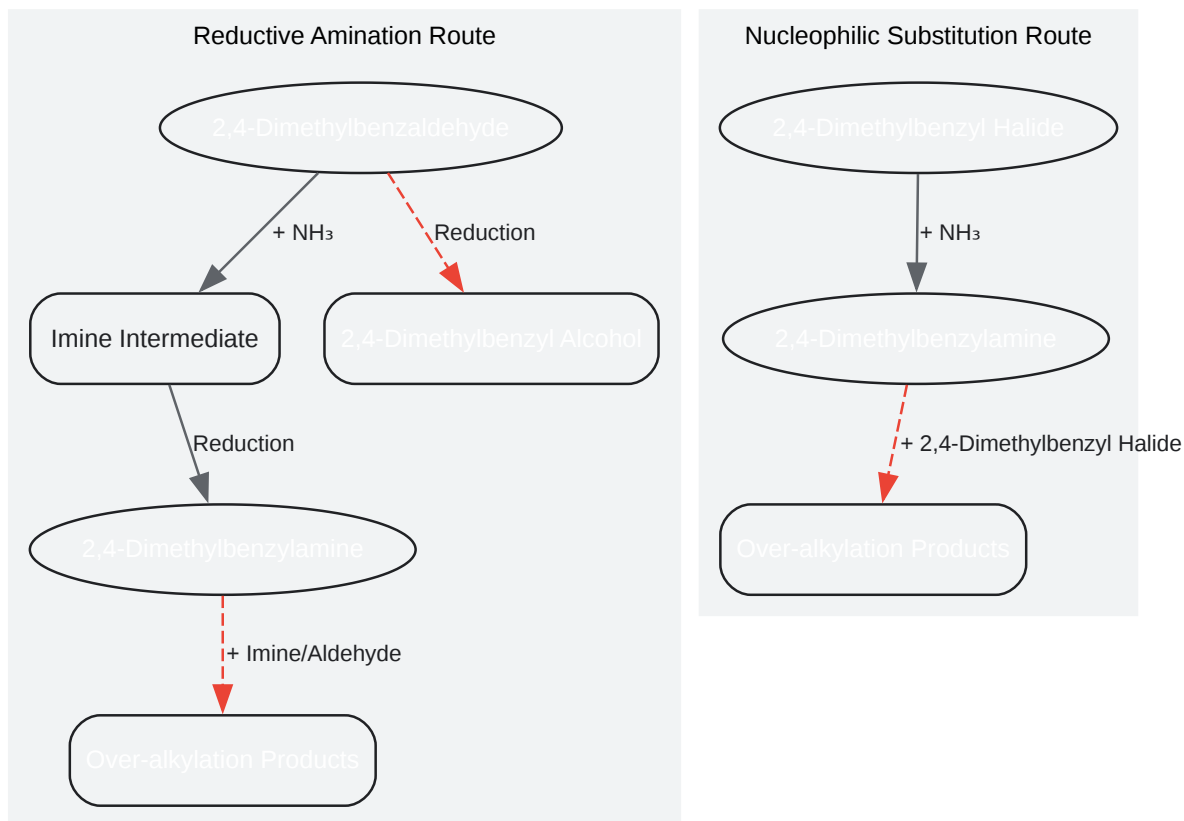 Reductive Amination Route
2,4-Dimethylbenzaldehyde
+ NH₃
Reduction
Imine Intermediate
2,4-Dimethylbenzyl Alcohol
Reduction
2,4-Dimethylbenzylamine
+ Imine/Aldehyde
Over-alkylation Products
Nucleophilic Substitution Route
2,4-Dimethylbenzyl Halide
+ NH₃
2,4-Dimethylbenzylamine
+ 2,4-Dimethylbenzyl Halide
Over-alkylation Products